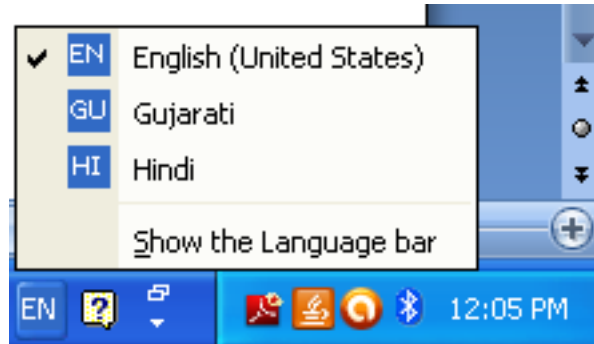 EN English (United States)
GU Gujarati
HI Hindi
Show the Language bar
EN 12:05 PM